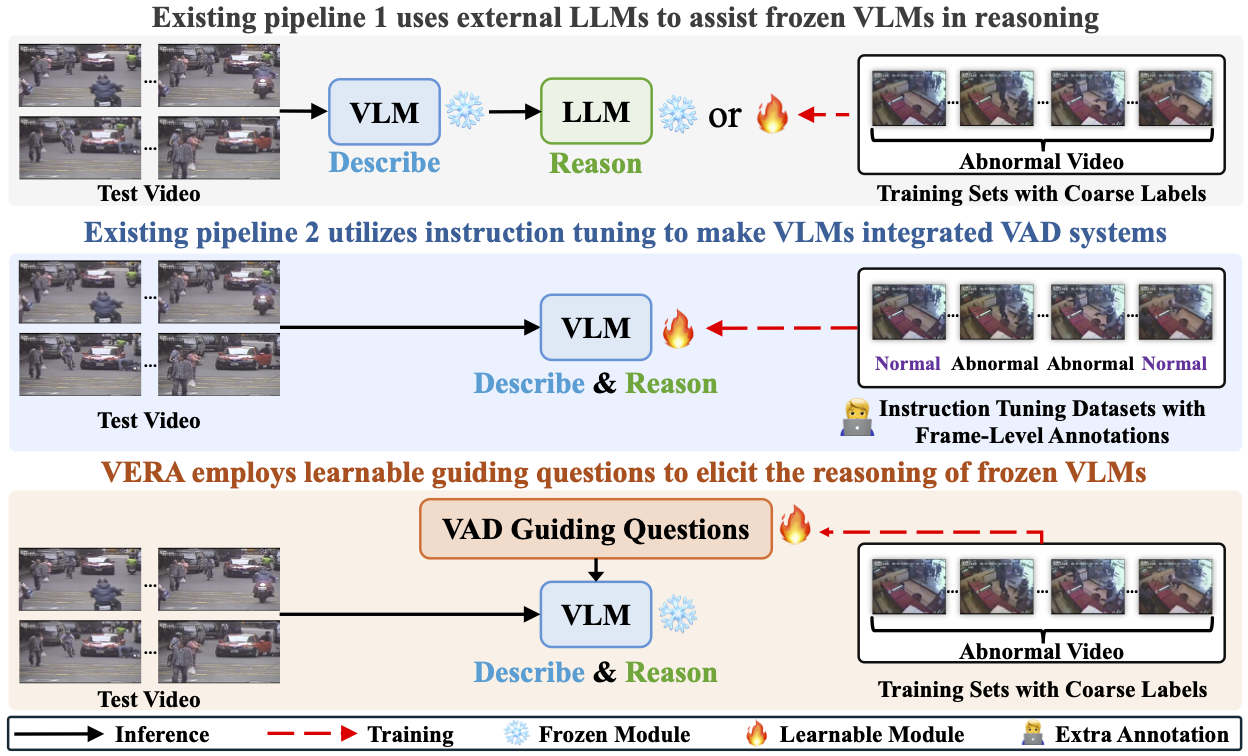 Existing pipeline 1 uses external LLMs to assist frozen VLMs in reasoning
VLM
LLM
or
Describe
Reason
Test Video
Abnormal Video
Training Sets with Coarse Labels
Existing pipeline 2 utilizes instruction tuning to make VLMs integrated VAD systems
VLM
Describe & Reason
Test Video
Normal Abnormal Abnormal Normal
Instruction Tuning Datasets with
Frame-Level Annotations
VERA employs learnable guiding questions to elicit the reasoning of frozen VLMs
VAD Guiding Questions
VLM
Describe & Reason
Test Video
Abnormal Video
Training Sets with Coarse Labels
Inference Training Frozen Module Learnable Module Extra Annotation